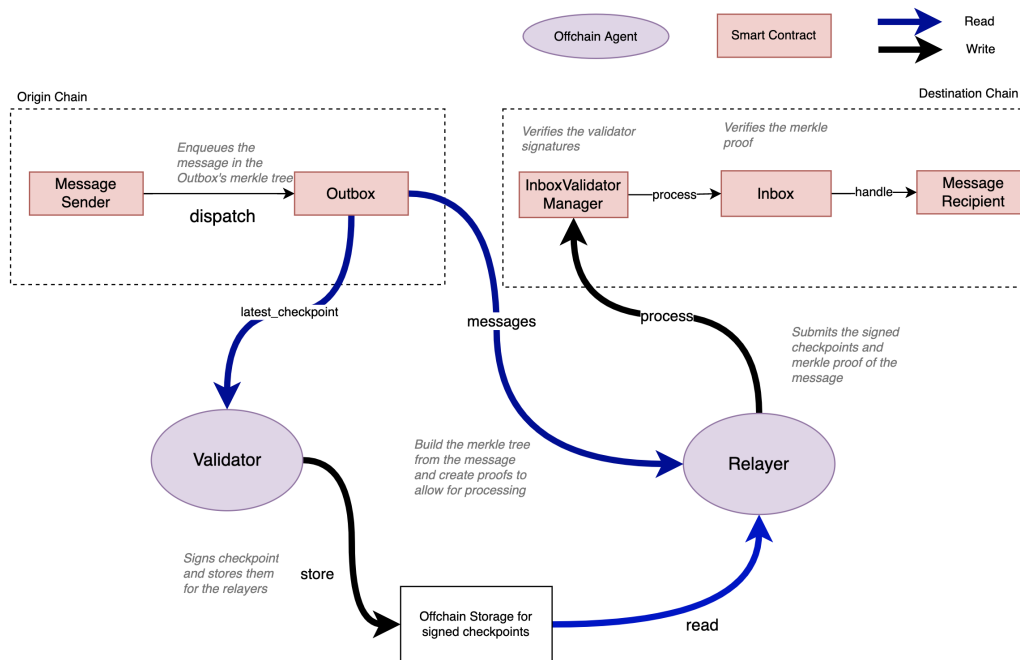 Offchain Agent
Smart Contract
Read
Write
Origin Chain
Destination Chain
Enqueues the
message in the
Outbox's merkle tree
Message
Sender
dispatch
Outbox
Verifies the validator
signatures
Verifies the merkle
proof
InboxValidator
Manager
process
Inbox
handle
Message
Recipient
latest_checkpoint
messages
process
Submits the signed
checkpoints and
merkle proof of the
message
Validator
Build the merkle tree
from the message
and create proofs to
allow for processing
Relayer
Signs checkpoint
and stores them
for the relayers
store
Offchain Storage for
signed checkpoints
read